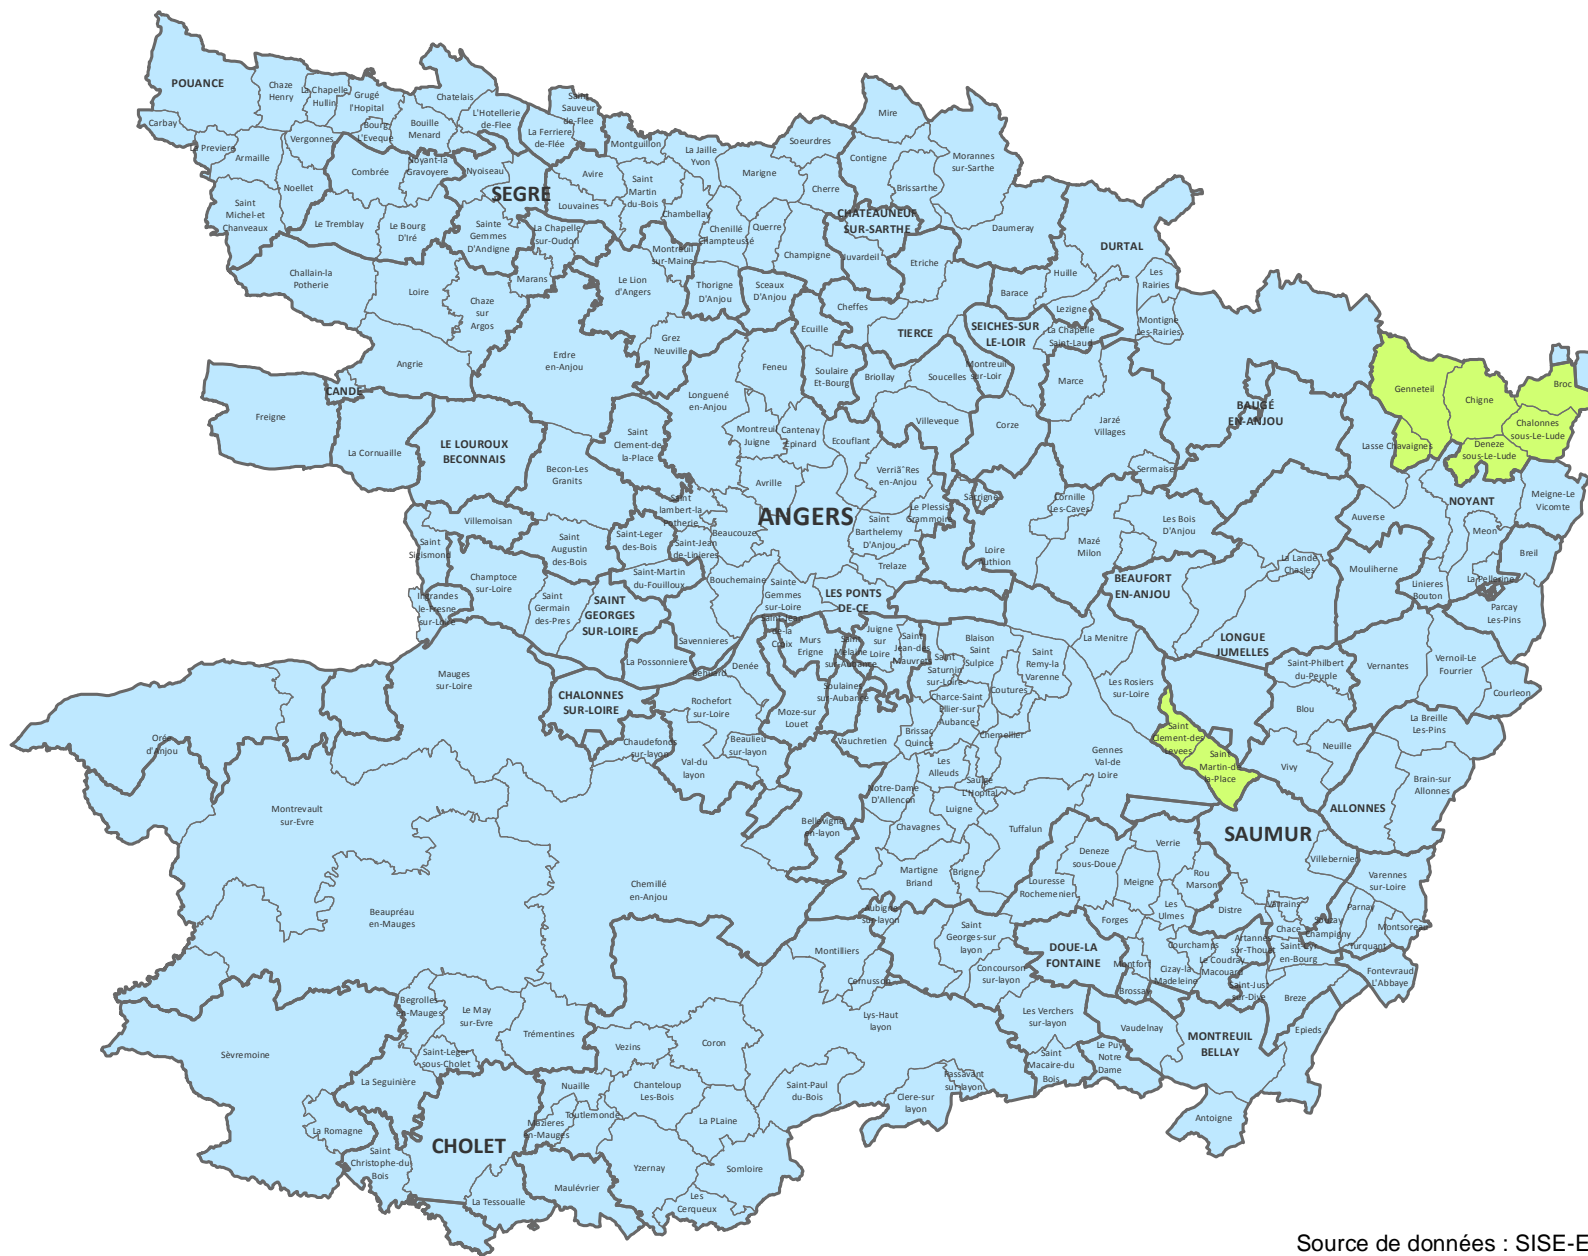 POUANCE
Chaze
Henry
La Chapelle
Hullin
Grugé
l'Hopital
Bourg
L'Eveque
Chatelais
Bouille
Menard
L'Hotellerie
de-Flee
Saint
Sauveur
de-Flee
La Ferriere
de-Flée
Carbay
La Previere
Armaille
Vergonnes
Noellet
Combrée
Noyant-la
Gravoyere
Nyoiseau
SEGRE
Avire
Louvaines
Montguillon
Saint
Martin
du-Bois
La Jaille
Yvon
Chambellay
Marigne
Soeurdres
Cherre
Mire
Contigne
Brissarthe
Morannes
sur-Sarthe
Daumeray
CHATEAUNEUF
SUR-SARTHE
Saint
Michel-et
Chanveaux
Le Tremblay
Le Bourg
D'Iré
Sainte
Gemmes
D'Andigne
La Chapelle
sur-Oudon
Marans
Montreuil
sur-Maine
Chenillé
Champteussé
Querre
Champigne
Juvardeil
Etriche
DURTAL
Huille
Les
Rairies
Barace
Lezigne
Montigne
Les-Rairies
Challain-la
Potherie
Loire
Chaze
sur
Argos
Le Lion
d'Angers
Thorigne
D'Anjou
Sceaux
D'Anjou
Cheffes
Ecuille
TIERCE
SEICHES-SUR
LE-LOIR
La Chapelle
Saint-Laud
Angrie
Erdre
en-Anjou
Grez
Neuville
Feneu
Soulaire
Et-Bourg
Briollay
Soucelles
Montreuil
sur-Loir
Marce
Jarzé
Villages
BAUGÉ
EN-ANJOU
Genneteil
Chigne
Broc
Chalonnes
sous-Le-Lude
Lasse
Chavaignes
Deneze
sous-Le-Lude
CANDE
Freigne
La Cornuaille
LE LOUROUX
BECONNAIS
Saint
Clement-de
la-Place
Longuené
en-Anjou
Montreuil
Juigne
Cantenay
Epinard
Ecouflant
Villeveque
Corze
Becon-Les
Granits
Avrille
Verriã¨Res
en-Anjou
Sermaise
NOYANT
Meigne-Le
Vicomte
Auverse
Meon
Breil
ANGERS
Saint
lambert-la
Potherie
Sarrigne
Cornille
Les-Caves
Le Plessis
Grammoire
Villemoisan
Saint
Sigismond
Saint
Augustin
des-Bois
Saint-Leger
des-Bois
Saint-Jean
de-Linieres
Beaucouze
Saint
Barthelemy
D'Anjou
Trelaze
Les Bois
D'Anjou
Mazé
Milon
Loire
Authion
La Lande
Chasles
Mouliherne
Linieres
Bouton
La Pellerine
Parcay
Les-Pins
Champtoce
sur-Loire
Ingrandes
le-Fresne
sur-Loire
Saint
Germain
des-Pres
Saint-Martin
du-Fouilloux
Bouchemaine
Sainte
Gemmes
sur-Loire
LES PONTS
DE-CE
BEAUFORT
EN-ANJOU
SAINT
GEORGES
SUR-LOIRE
Savennieres
La Possonniere
Saint-Jean
de-la
Croix
Murs
Erigne
Saint
Melaine
sur-Aubance
Juigne
sur
Loire
Saint
Jean-des
Mauvrets
Blaison
Saint
Sulpice
Saint
Saturnin
sur-Loire
Saint
Remy-la
Varenne
La Menitre
LONGUE
JUMELLES
Saint-Philbert
du-Peuple
Vernantes
Vernoil-Le
Fourrier
Courleon
Mauges
sur-Loire
CHALONNES
SUR-LOIRE
Denée
Behuard
Rochefort
sur-Loire
Moze-sur
Louet
Soulaines
sur-Aubance
Charce-Saint
Ellier-sur
Aubance
Coutures
Les Rosiers
sur-Loire
Blou
La Breille
Les-Pins
Orée
d'Anjou
Chaudefonds
sur-layon
Val-du
layon
Beaulieu
sur-layon
Vauchretien
Brissac
Quince
Les
Alleuds
Chemellier
Gennes
Val-de
Loire
Saint
Clement-des
Levees
Saint
Martin-de
la-Place
Neuille
Vivy
Brain-sur
Allonnes
ALLONNES
Montrevault
sur-Evre
Notre-Dame
D'Allencon
Saulgé
L'Hopital
Luigne
Bellevigne
en-layon
Chavagnes
Tuffalun
SAUMUR
Deneze
sous-Doue
Verrie
Villebernier
Varennes
sur-Loire
Martigne
Briand
Brigne
Louresse
Rochemenier
Meigne
Rou
Marson
Chemillé
en-Anjou
Beaupréau
en-Mauges
Aubigne
sur-layon
Les
Ulmes
Distre
Varrains
Chace
Souzay
Champigny
Parnay
Turquant
Montsoreau
Forges
Montilliers
Saint
Georges-sur
layon
DOUE-LA
FONTAINE
Courchamps
Artannes
sur-Thouet
Saint-Cyr
en-Bourg
Le Coudray
Macouard
Montfort
Cizay-la
Madeleine
Cernusson
Concourson
sur-layon
Brossay
Saint-Just
sur-Dive
Breze
Fontevraud
L'Abbaye
Begrolles
en-Mauges
Le May
sur-Evre
Trémentines
Lys-Haut
layon
Les Verchers
sur-layon
Vaudelnay
MONTREUIL
BELLAY
Epieds
Sèvremoine
Saint-Leger
sous-Cholet
Vezins
Coron
Saint
Macaire-du
Bois
Le Puy
Notre
Dame
La Seguinière
Nuaille
Chanteloup
Les-Bois
Saint-Paul
du-Bois
Passavant
sur-layon
Clere-sur
layon
La Romagne
Mazieres
en-Mauges
Toutlemonde
La PLaine
Antoigne
CHOLET
Saint
Christophe-du
Bois
Yzernay
Somloire
La Tessoualle
Maulévrier
Les
Cerqueux
Source de données : SISE-E